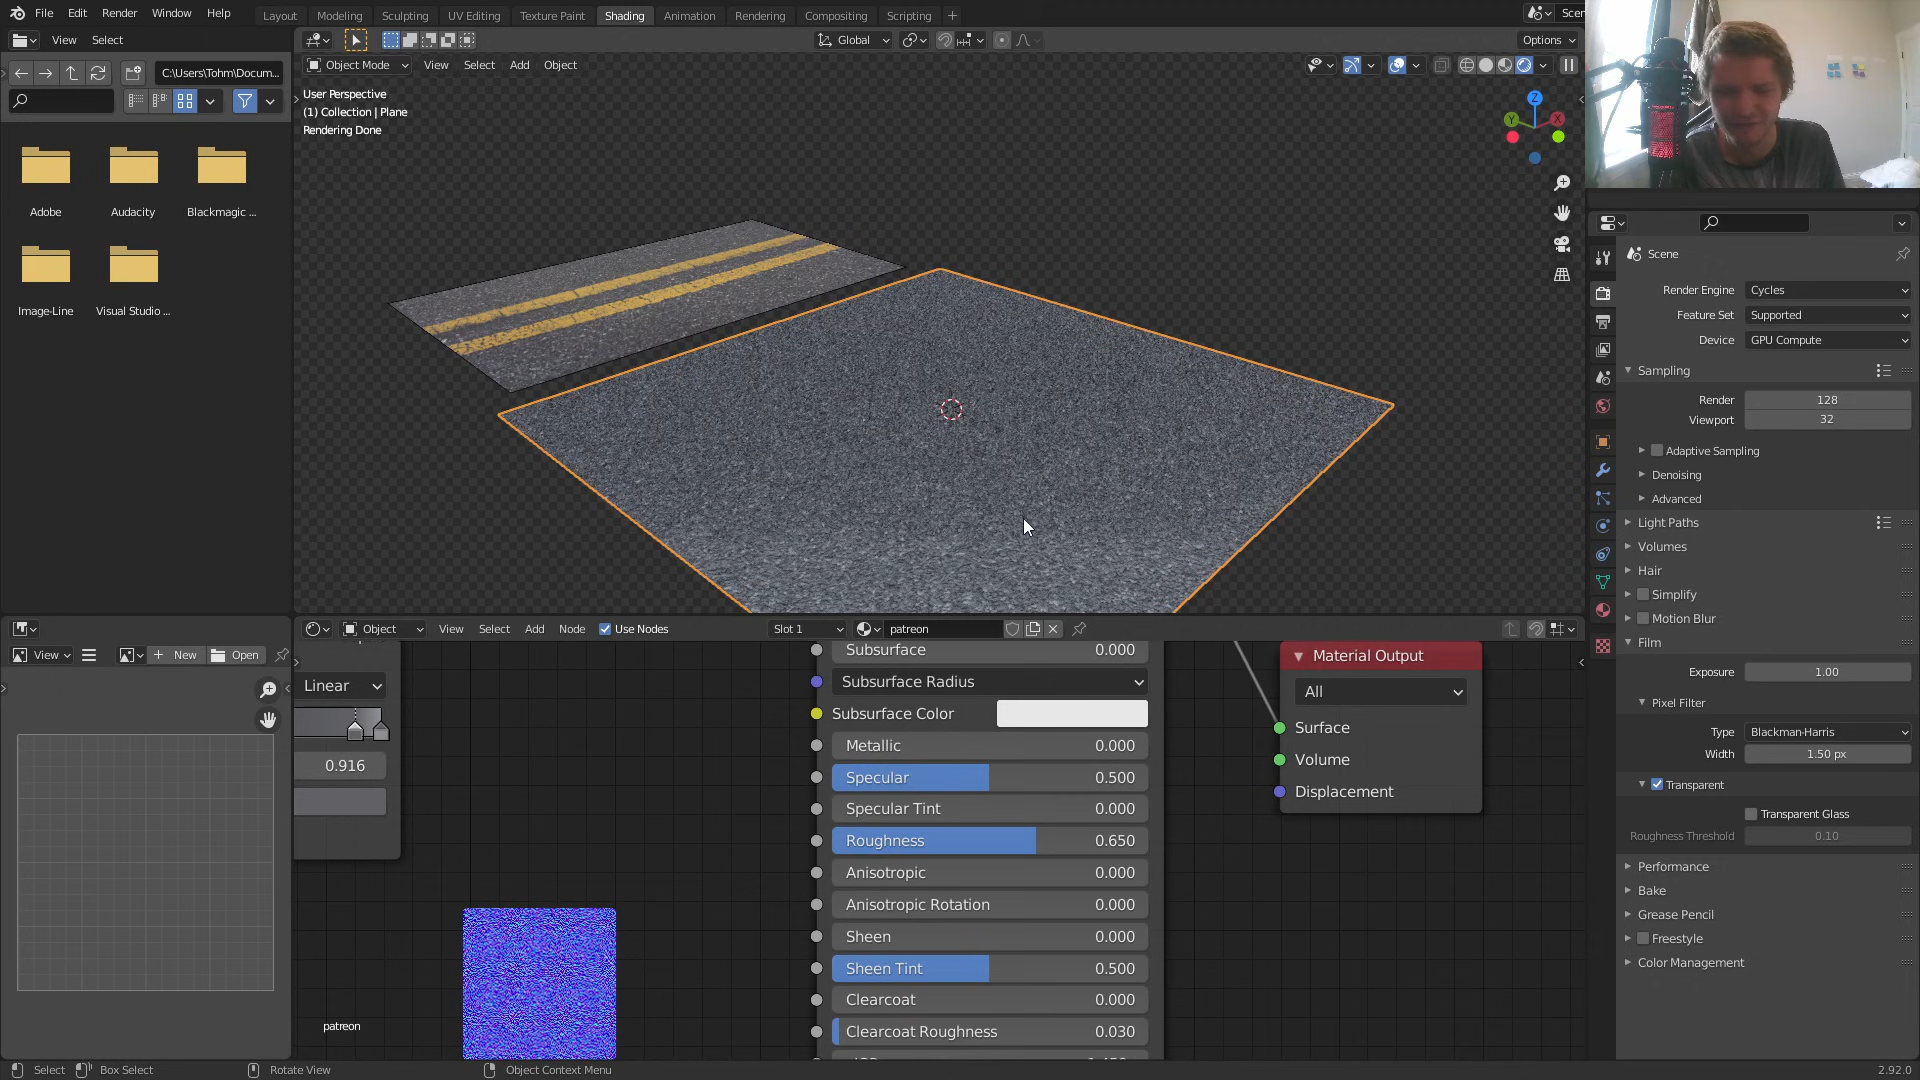 File Edit Render Window Help Layout Modeling Sculpting UV Editing Texture Paint Shading Animation Rendering Compositing Scripting + Scen
View Select Global Options
C:\Users\Tohm\Docum... Object Mode View Select Add Object
User Perspective
(1) Collection | Plane
Rendering Done
Z
Y X
Adobe Audacity Blackmagic ...
Image-Line Visual Studio ...
Scene
Render Engine Cycles
Feature Set Supported
Device GPU Compute
Sampling
Render 128
Viewport 32
Adaptive Sampling
Denoising
Advanced
Light Paths
Volumes
Hair
Simplify
Motion Blur
Film
Exposure 1.00
Pixel Filter
Type Blackman-Harris
Width 1.50 px
Transparent
Transparent Glass
Roughness Threshold 0.10
Performance
Bake
Grease Pencil
Freestyle
Color Management
Object View Select Add Node Use Nodes Slot 1 patreon
View New Open
Linear
0.916
Subsurface 0.000
Subsurface Radius
Subsurface Color
Metallic 0.000
Specular 0.500
Specular Tint 0.000
Roughness 0.650
Anisotropic 0.000
Anisotropic Rotation 0.000
Sheen 0.000
Sheen Tint 0.500
Clearcoat 0.000
Clearcoat Roughness 0.030
Material Output
All
Surface
Volume
Displacement
patreon
Select Box Select Rotate View Object Context Menu 2.92.0